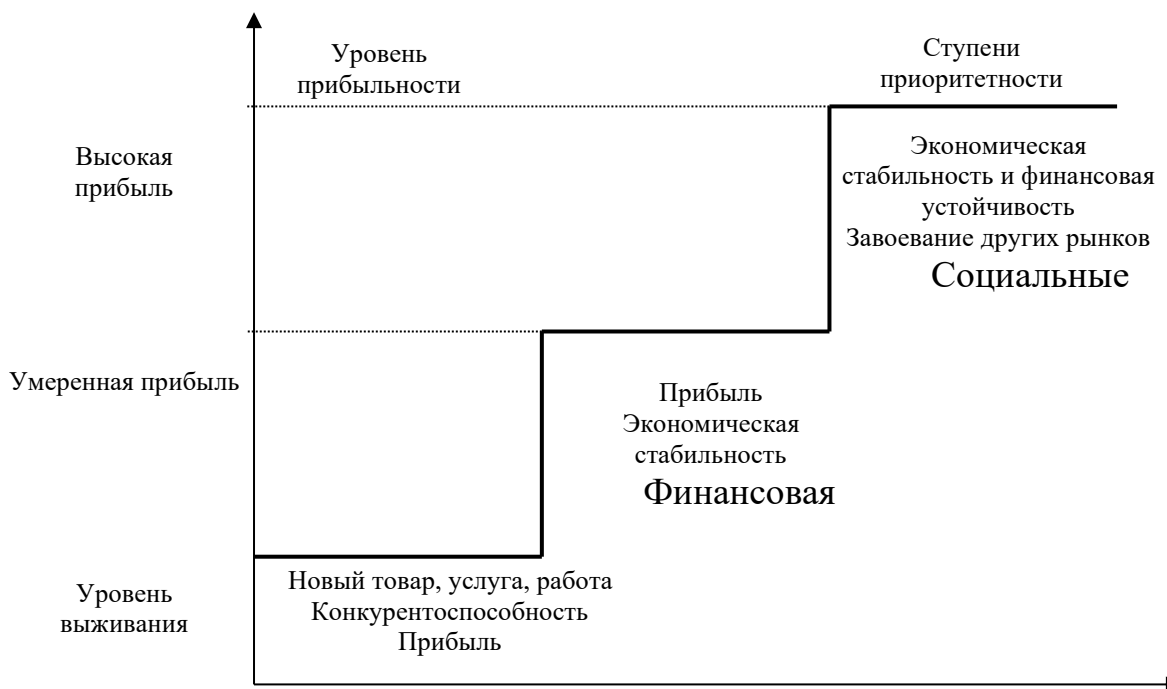 Уровень
прибыльности
Ступени
приоритетности
Высокая
прибыль
Экономическая
стабильность и финансовая
устойчивость
Завоевание других рынков
Социальные
Умеренная прибыль
Прибыль
Экономическая
стабильность
Финансовая
Уровень
выживания
Новый товар, услуга, работа
Конкурентоспособность
Прибыль